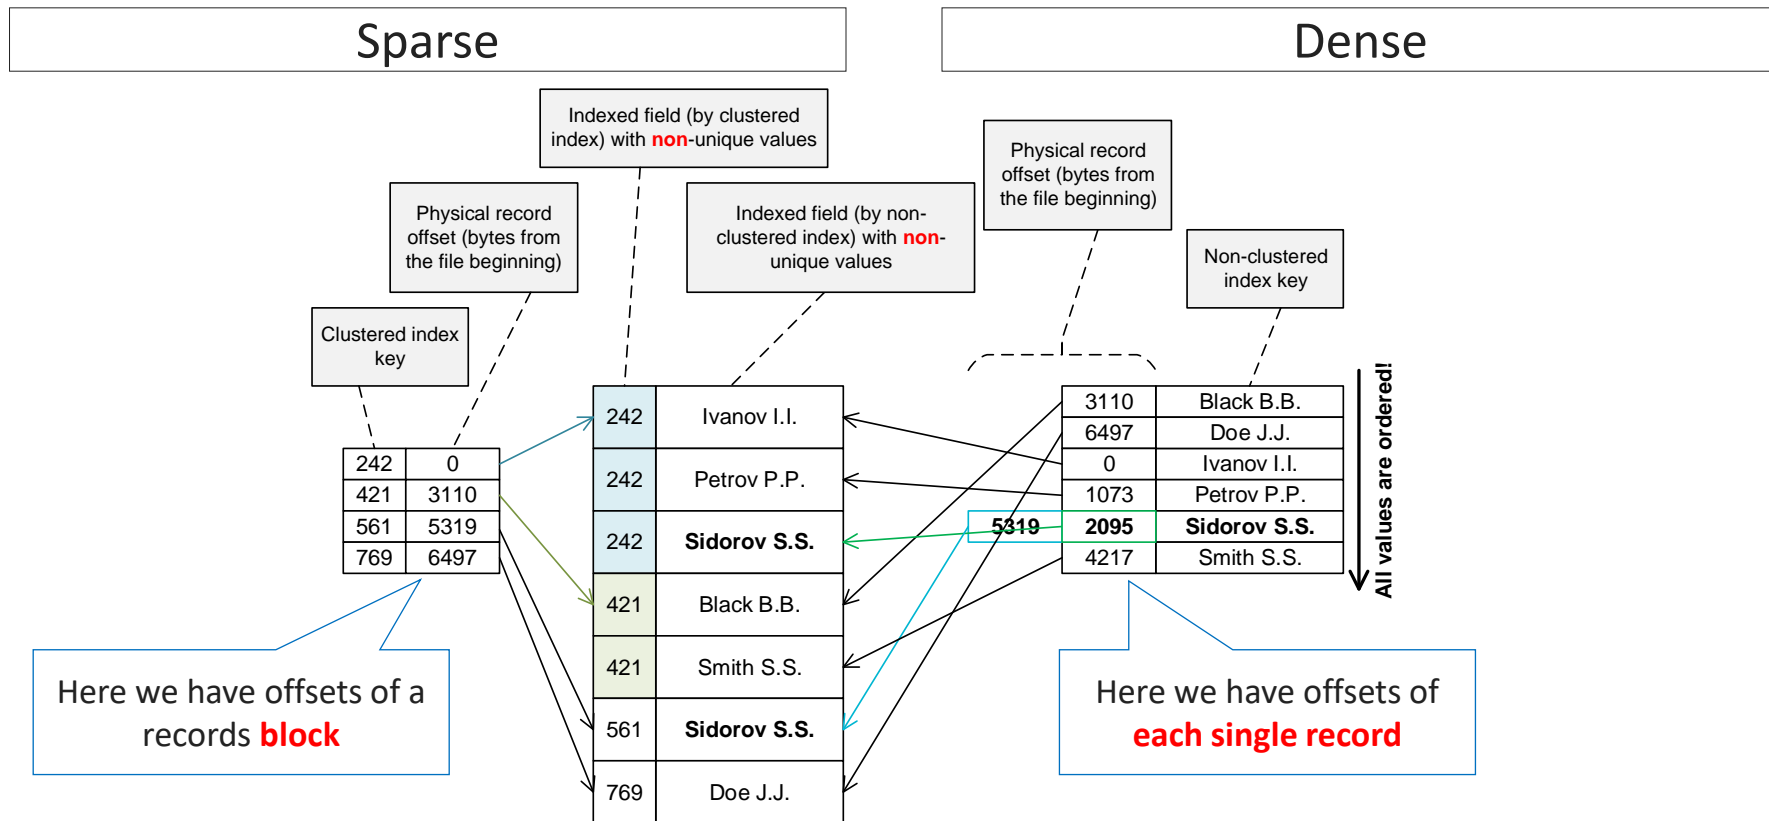 Sparse
Dense
Indexed field (by clustered
index) with non-unique values
Physical record
offset (bytes from
the file beginning)
Indexed field (by non-
clustered index) with non-
unique values
Clustered index
key
Physical record
offset (bytes from
the file beginning)
Non-clustered
index key
242 0
421 3110
561 5319
769 6497
242 Ivanov I.I.
242 Petrov P.P.
242 Sidorov S.S.
421 Black B.B.
421 Smith S.S.
561 Sidorov S.S.
769 Doe J.J.
3110 Black B.B.
6497 Doe J.J.
0 Ivanov I.I.
1073 Petrov P.P.
5319 2095 Sidorov S.S.
4217 Smith S.S.
All values are ordered!
Here we have offsets of a
records block
Here we have offsets of
each single record